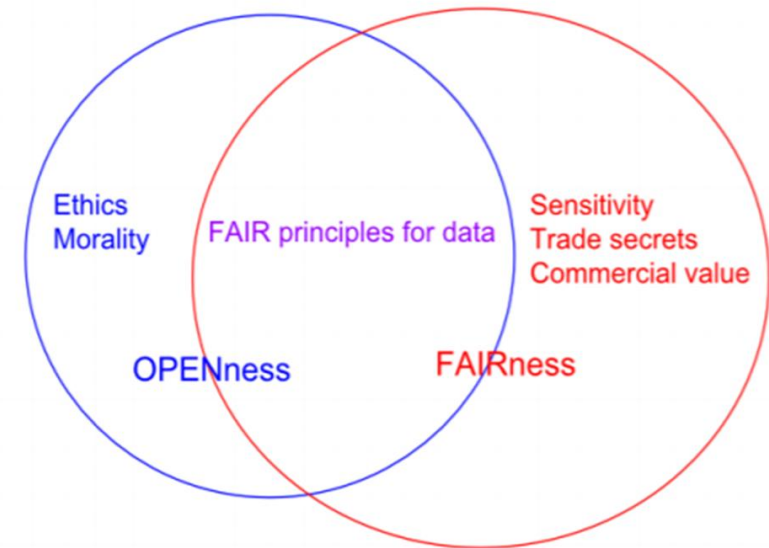 Ethics
Morality
FAIR principles for data
Sensitivity
Trade secrets
Commercial value
OPENness
FAIRness